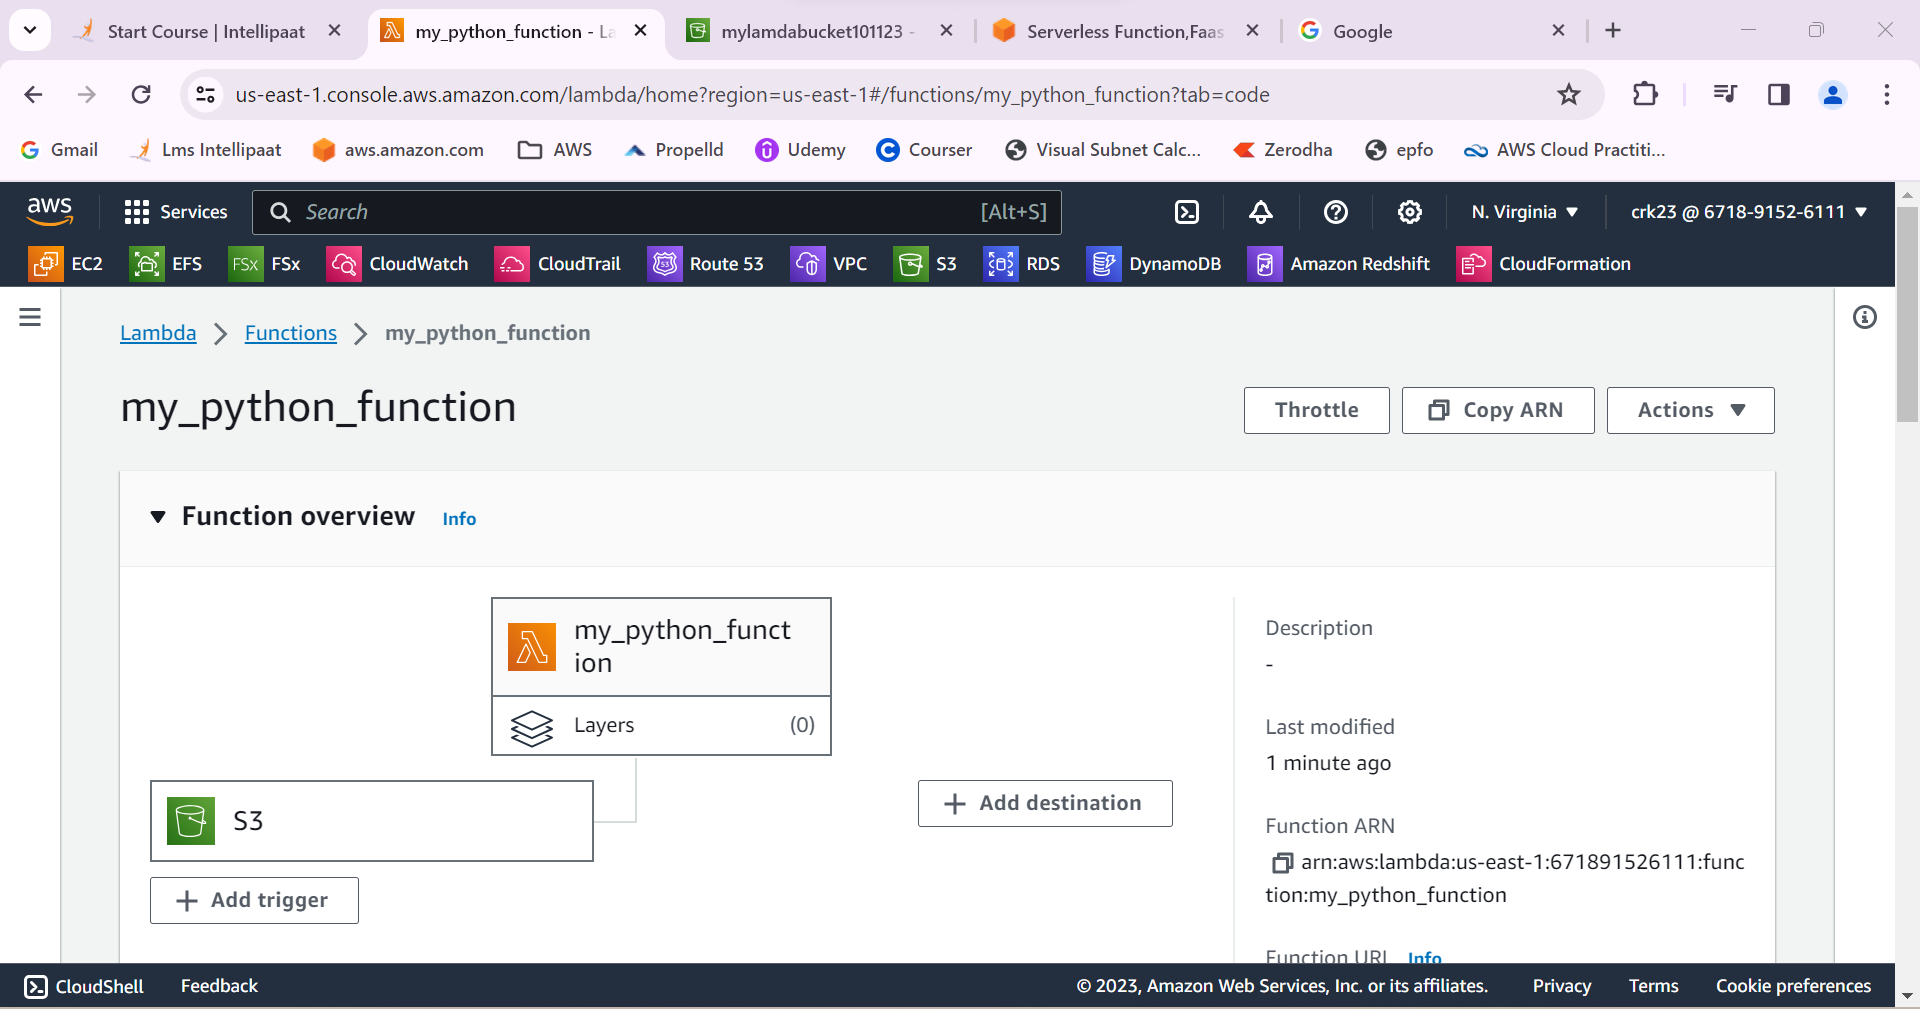 Start Course | Intellipaat
my_python_function - La
mylamdabucket101123 -
Serverless Function,Faas
Google
us-east-1.console.aws.amazon.com/lambda/home?region=us-east-1#/functions/my_python_function?tab=code
Gmail
Lms Intellipaat
aws.amazon.com
AWS
Propelld
Udemy
Courser
Visual Subnet Calc...
Zerodha
epfo
AWS Cloud Practiti...
aws
Services
Search
[Alt+S]
N. Virginia
crk23 @ 6718-9152-6111
EC2
EFS
FSx
FSx
CloudWatch
CloudTrail
53
Route 53
VPC
S3
RDS
DynamoDB
Amazon Redshift
CloudFormation
Lambda
Functions
my_python_function
my_python_function
Throttle
Copy ARN
Actions
Function overview
Info
my_python_funct
ion
Layers
(0)
S3
Add trigger
Add destination
Description
-
Last modified
1 minute ago
Function ARN
arn:aws:lambda:us-east-1:671891526111:func
tion:my_python_function
Function URL
Info
CloudShell
Feedback
© 2023, Amazon Web Services, Inc. or its affiliates.
Privacy
Terms
Cookie preferences